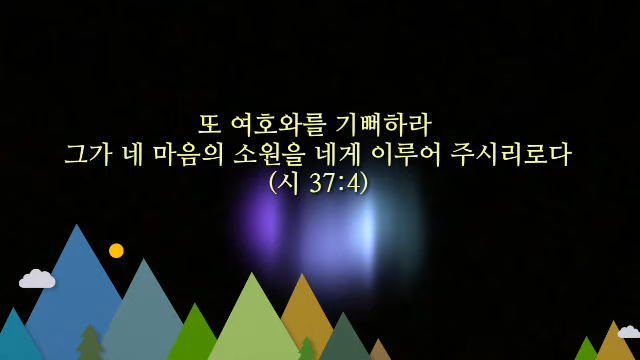 또 여호와를 기뻐하라
그가 네 마음의 소원을 네게 이루어 주시리로다
(시 37:4)